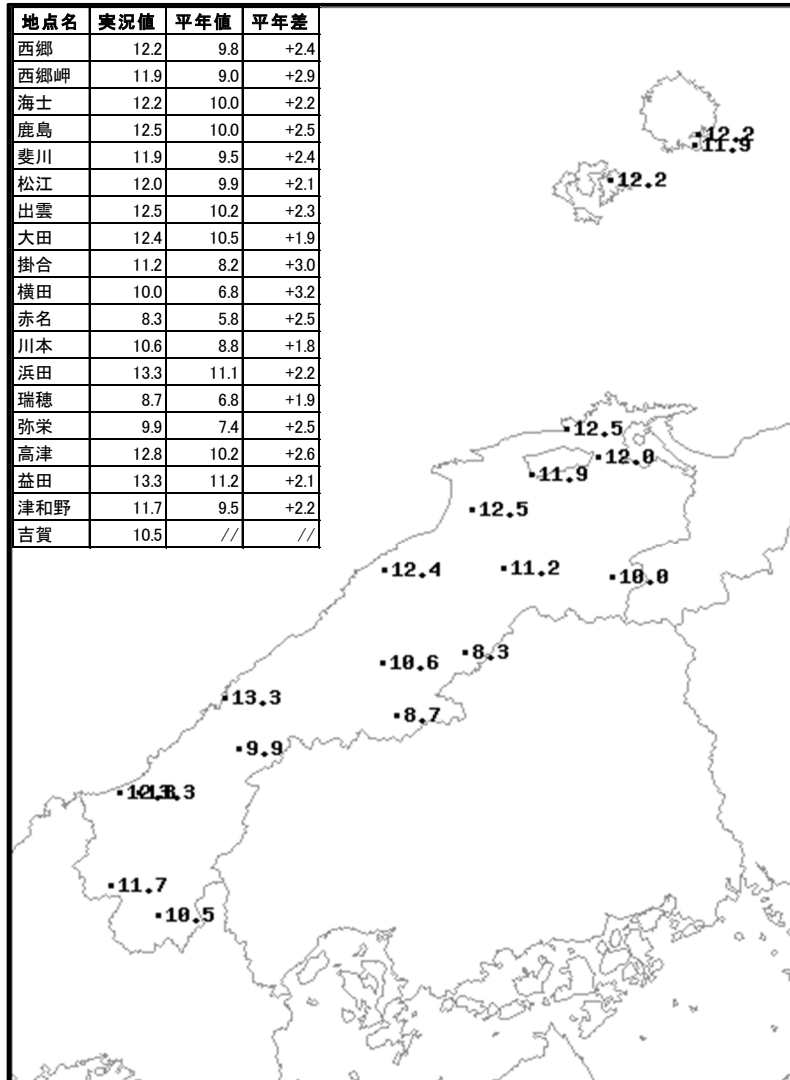 地点名 実況値 平年値 平年差
西郷 12.2 9.8 +2.4
西郷岬 11.9 9.0 +2.9
海士 12.2 10.0 +2.2
鹿島 12.5 10.0 +2.5
斐川 11.9 9.5 +2.4
松江 12.0 9.9 +2.1
出雲 12.5 10.2 +2.3
大田 12.4 10.5 +1.9
掛合 11.2 8.2 +3.0
横田 10.0 6.8 +3.2
赤名 8.3 5.8 +2.5
川本 10.6 8.8 +1.8
浜田 13.3 11.1 +2.2
瑞穂 8.7 6.8 +1.9
弥栄 9.9 7.4 +2.5
高津 12.8 10.2 +2.6
益田 13.3 11.2 +2.1
津和野 11.7 9.5 +2.2
吉賀 10.5 // //
12.2
11.9
12.2
12.5
12.0
11.9
12.5
12.4
11.2
10.0
8.3
10.6
13.3
8.7
9.9
11.7
10.5